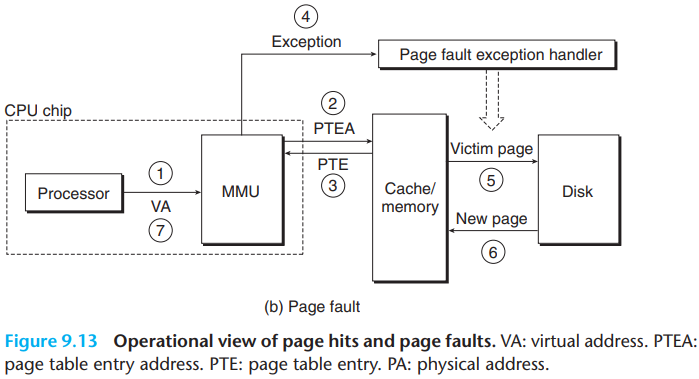 4
Exception
Page fault exception handler
CPU chip
2
PTEA
Victim page
1
PTE
5
Processor
MMU
3
Cache/
memory
Disk
VA
New page
7
6
(b) Page fault
Figure 9.13 Operational view of page hits and page faults. VA: virtual address. PTEA:
page table entry address. PTE: page table entry. PA: physical address.